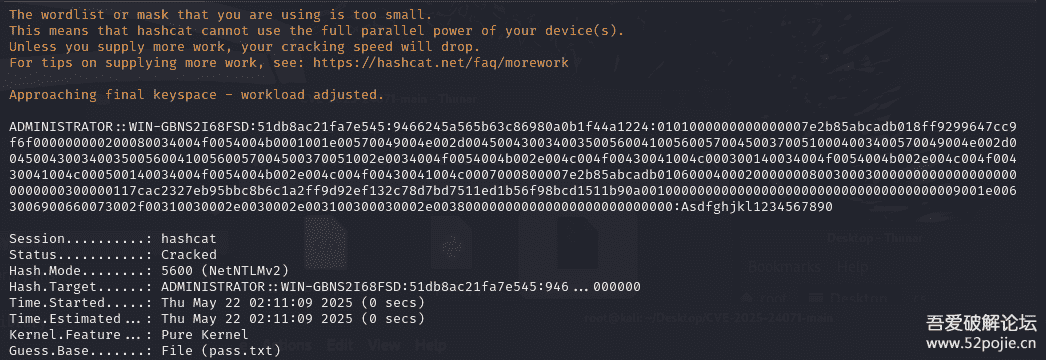 The wordlist or mask that you are using is too small.
This means that hashcat cannot use the full parallel power of your device(s).
Unless you supply more work, your cracking speed will drop.
For tips on supplying more work, see: https://hashcat.net/faq/morework
Approaching final keyspace - workload adjusted.
ADMINISTRATOR::WIN-GBNS2I68FSD:51db8ac21fa7e545:9466245a565b63c86980a0b1f44a1224:0101000000000000007e2b85abcadb018ff9299647cc9
f6f0000000002000800340004f0054004b0001001e00570049004e002d004500430034003500560041005600570045003700510004003400570049004e002d0
04500430034003500560041005600570045003700510​02e0034004f0054004b002e004c004f00430041004c000300140034004f0054004b002e004c004f004
30041004c000500140034004f0054004b002e004c004f00430041004c0007000800007e2b85abcadb0106000400020000000800300030000000000000000000
0000000300000117cac2327eb95bbc8b6c1a2ff9d92ef132c78d7bd7511ed1b56f98bcd1511b90a001000000000000000000000000000000000009001e006
3006900660073002f00310030002e0030002e003100300030002e003800000000000000000000000000:Asdfghjkl1234567890
Session..........: hashcat
Status...........: Cracked
Hash.Mode........: 5600 (NetNTLMv2)
Hash.Target......: ADMINISTRATOR::WIN-GBNS2I68FSD:51db8ac21fa7e545:946...000000
Time.Started.....: Thu May 22 02:11:09 2025 (0 secs)
Time.Estimated...: Thu May 22 02:11:09 2025 (0 secs)
Kernel.Feature...: Pure Kernel
Guess.Base.......: File (pass.txt)
吾爱破解论坛
www.52pojie.cn